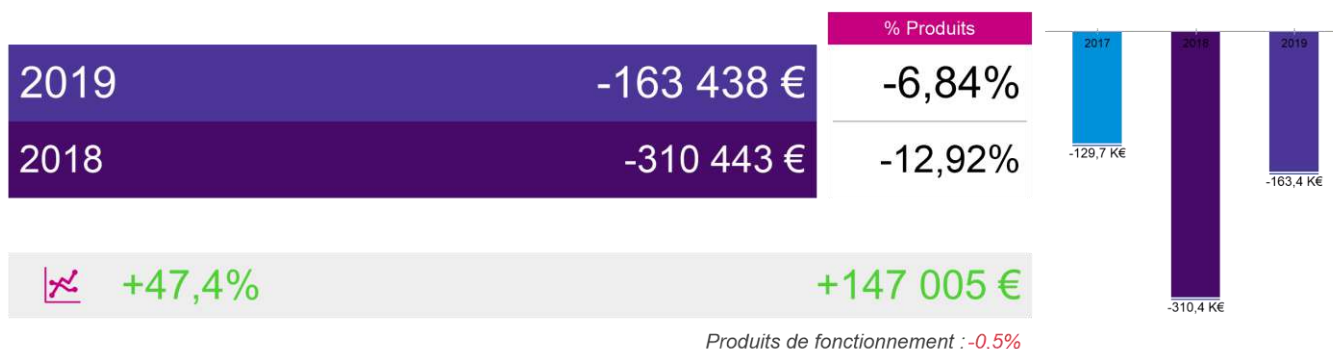 % Produits
2019 -163 438 € -6,84%
2018 -310 443 € -12,92%
+47,4% +147 005 €
Produits de fonctionnement : -0.5%
2017 2018 2019
-129,7 K€
-163,4 K€
-310,4 K€